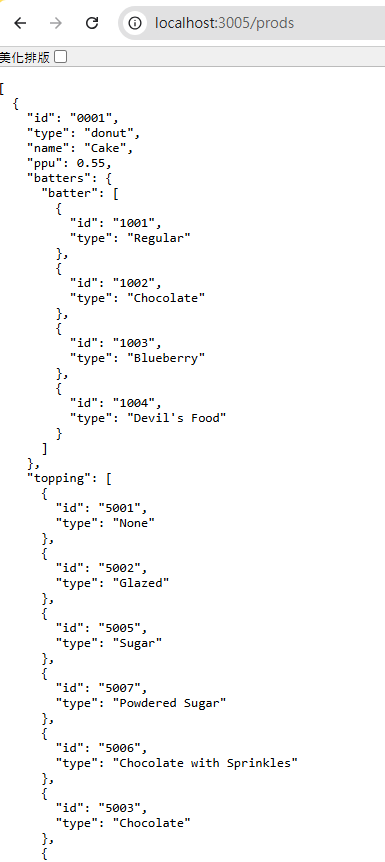 localhost:3005/prods
美化排版
[
  {
    "id": "0001",
    "type": "donut",
    "name": "Cake",
    "ppu": 0.55,
    "batters": {
      "batter": [
        {
          "id": "1001",
          "type": "Regular"
        },
        {
          "id": "1002",
          "type": "Chocolate"
        },
        {
          "id": "1003",
          "type": "Blueberry"
        },
        {
          "id": "1004",
          "type": "Devil's Food"
        }
      ]
    },
    "topping": [
      {
        "id": "5001",
        "type": "None"
      },
      {
        "id": "5002",
        "type": "Glazed"
      },
      {
        "id": "5005",
        "type": "Sugar"
      },
      {
        "id": "5007",
        "type": "Powdered Sugar"
      },
      {
        "id": "5006",
        "type": "Chocolate with Sprinkles"
      },
      {
        "id": "5003",
        "type": "Chocolate"
      },
      {